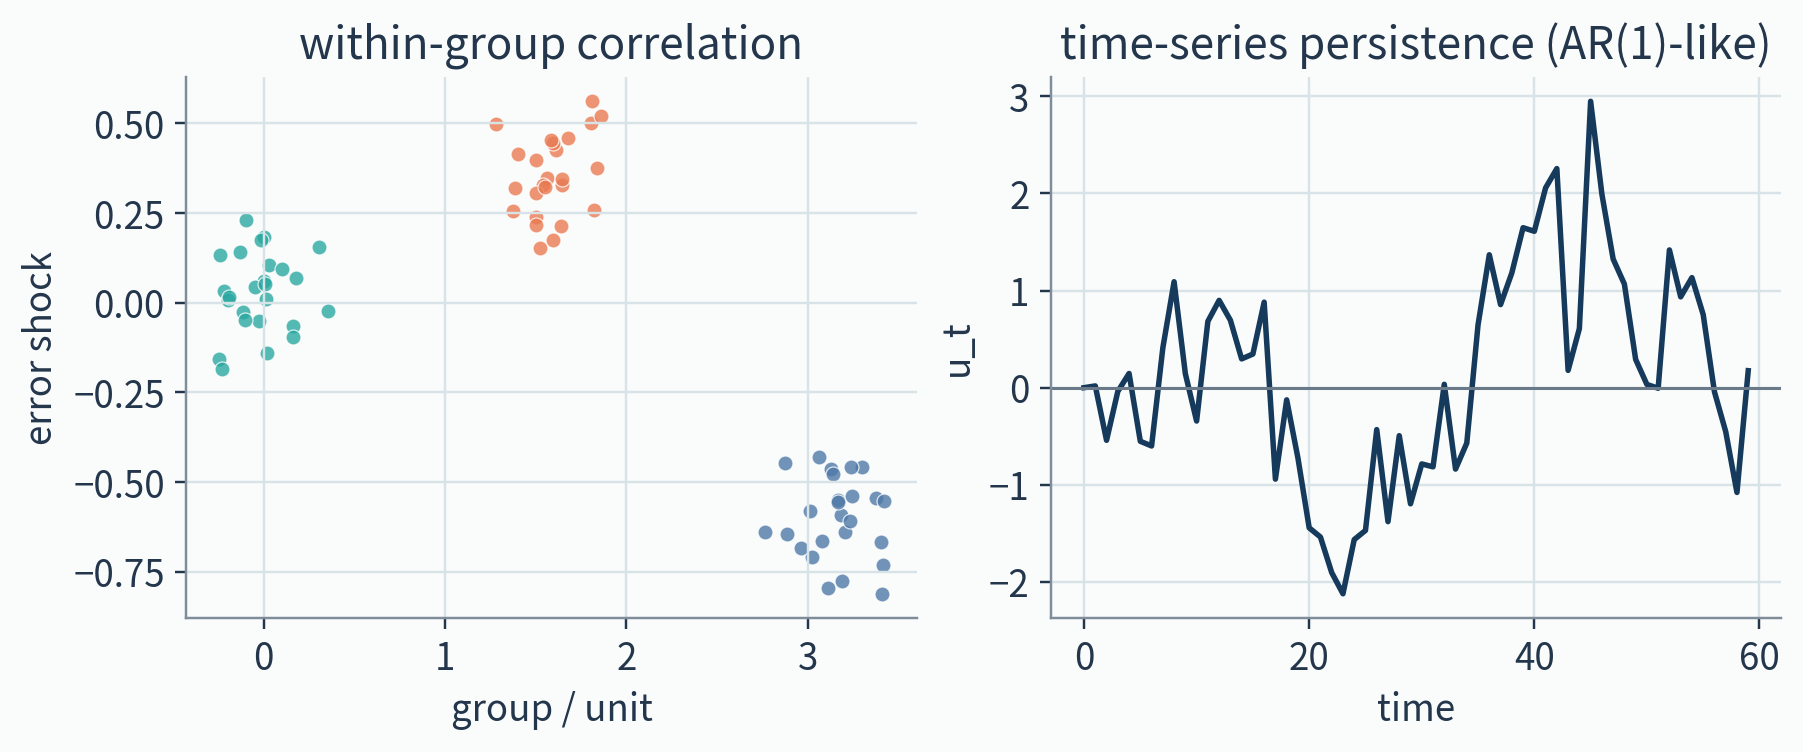 within-group correlation
0.50
0.25
0.00
−0.25
−0.50
−0.75
error shock
0 1 2 3
group / unit
time-series persistence (AR(1)-like)
3
2
1
0
−1
−2
u_t
0 20 40 60
time